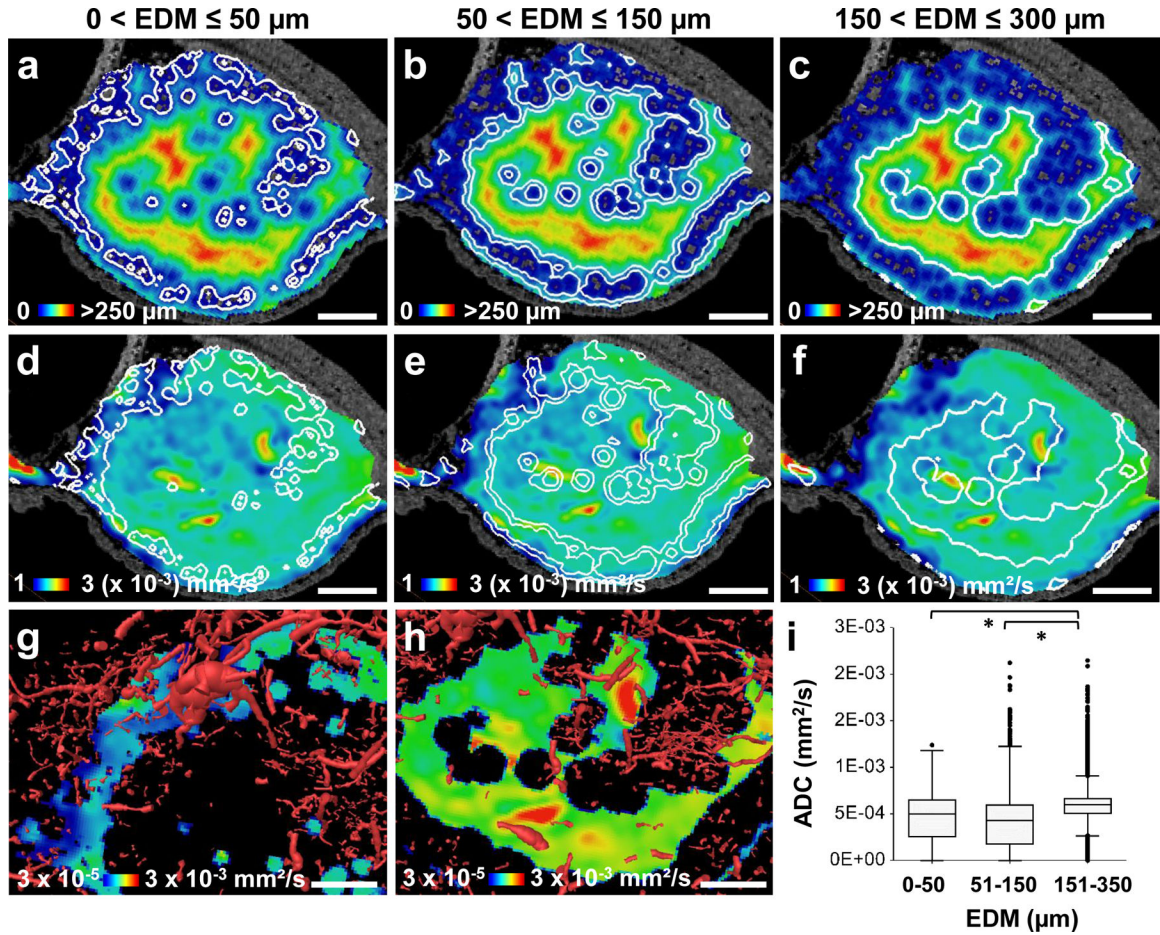 0 < EDM ≤ 50 µm
50 < EDM ≤ 150 µm
150 < EDM ≤ 300 µm
a
0 >250 µm
b
0 >250 µm
c
0 >250 µm
d
1 3 (x 10⁻³) mm²/s
e
1 3 (x 10⁻³) mm²/s
f
1 3 (x 10⁻³) mm²/s
g
3 x 10⁻⁵ 3 x 10⁻³ mm²/s
h
3 x 10⁻⁵ 3 x 10⁻³ mm²/s
i
* *
3E-03
2E-03
2E-03
1E-03
5E-04
0E+00
ADC (mm²/s)
0-50 51-150 151-350
EDM (µm)